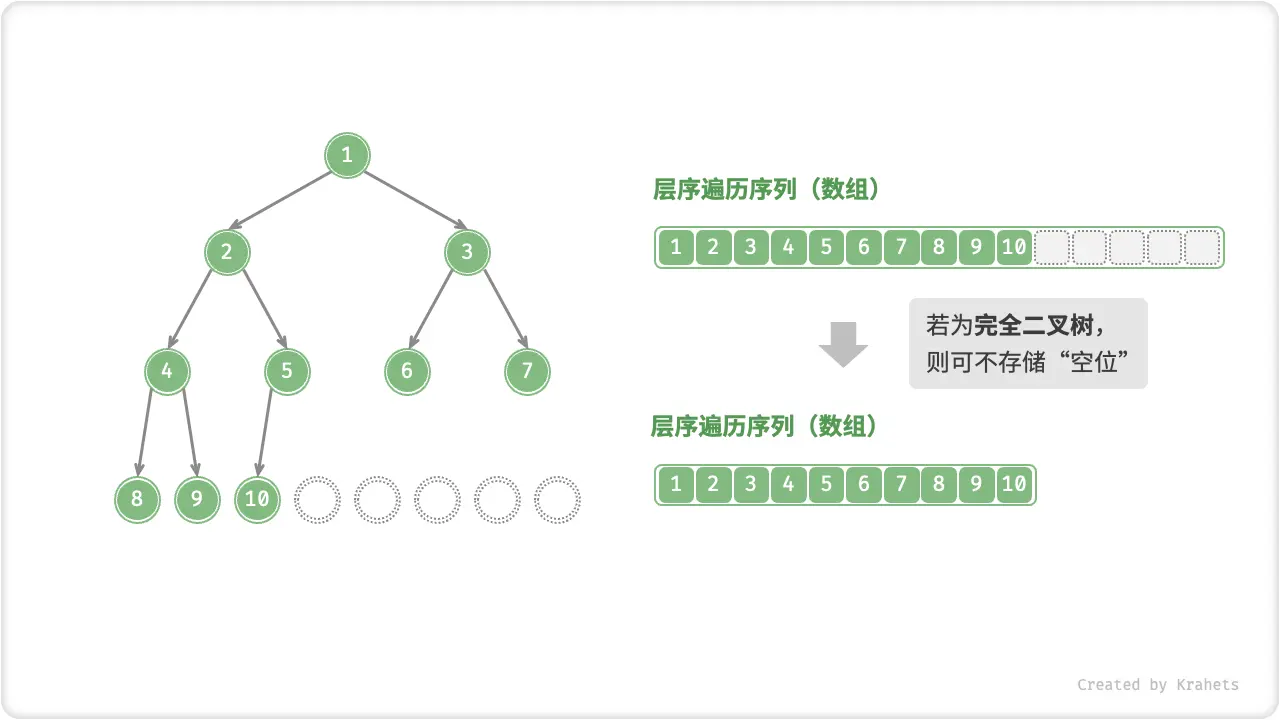 1
2 3
4 5 6 7
8 9 10
层序遍历序列（数组）
1 2 3 4 5 6 7 8 9 10
若为完全二叉树，
则可不存储“空位”
层序遍历序列（数组）
1 2 3 4 5 6 7 8 9 10
Created by Krahets